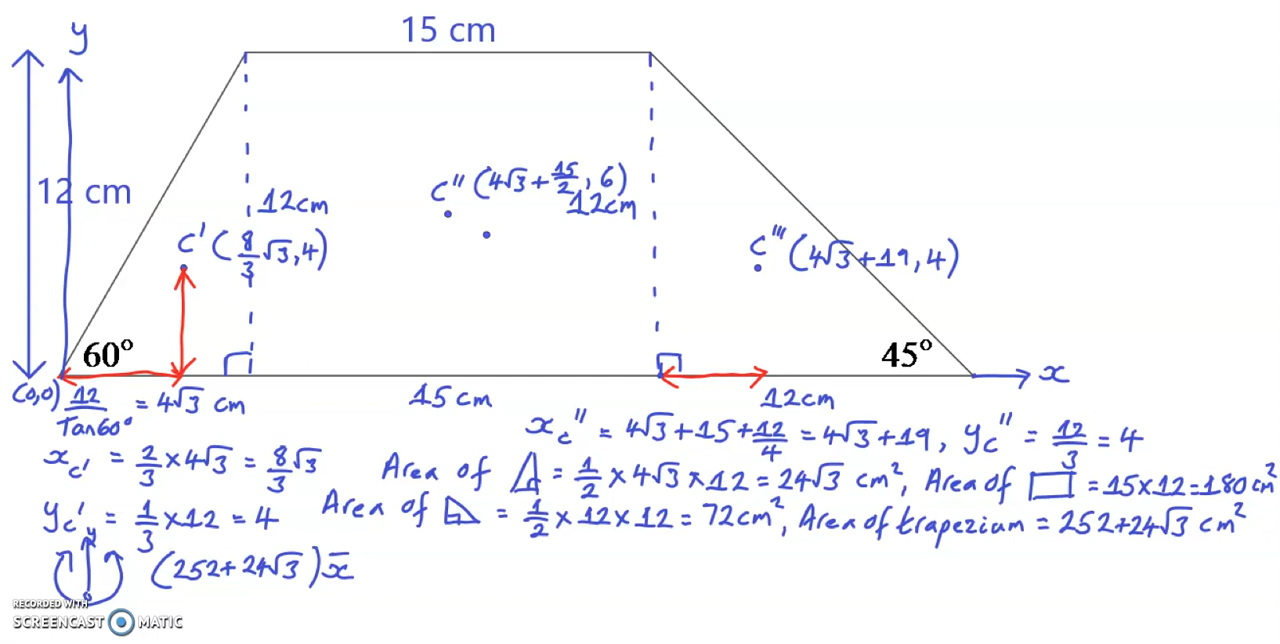 y
15 cm
12 cm
C'' (4√3 + 15/2, 6)
12cm
12cm
C' (8/3 √3, 4)
C''' (4√3 + 19, 4)
60°
45°
x
(0,0)
12/Tan60° = 4√3 cm
15 cm
12cm
x_c'' = 4√3 + 15 + 12/4 = 4√3 + 19, y_c'' = 12/3 = 4
x_c' = 2/3 × 4√3 = 8/3 √3
Area of = 1/2 × 4√3 × 12 = 24√3 cm², Area of = 15×12 = 180cm²
y_c' = 1/3 × 12 = 4
Area of = 1/2 × 12 × 12 = 72cm², Area of trapezium = 252 + 24√3 cm²
y
(252 + 24√3) x̄
RECORDED WITH
SCREENCAST MATIC